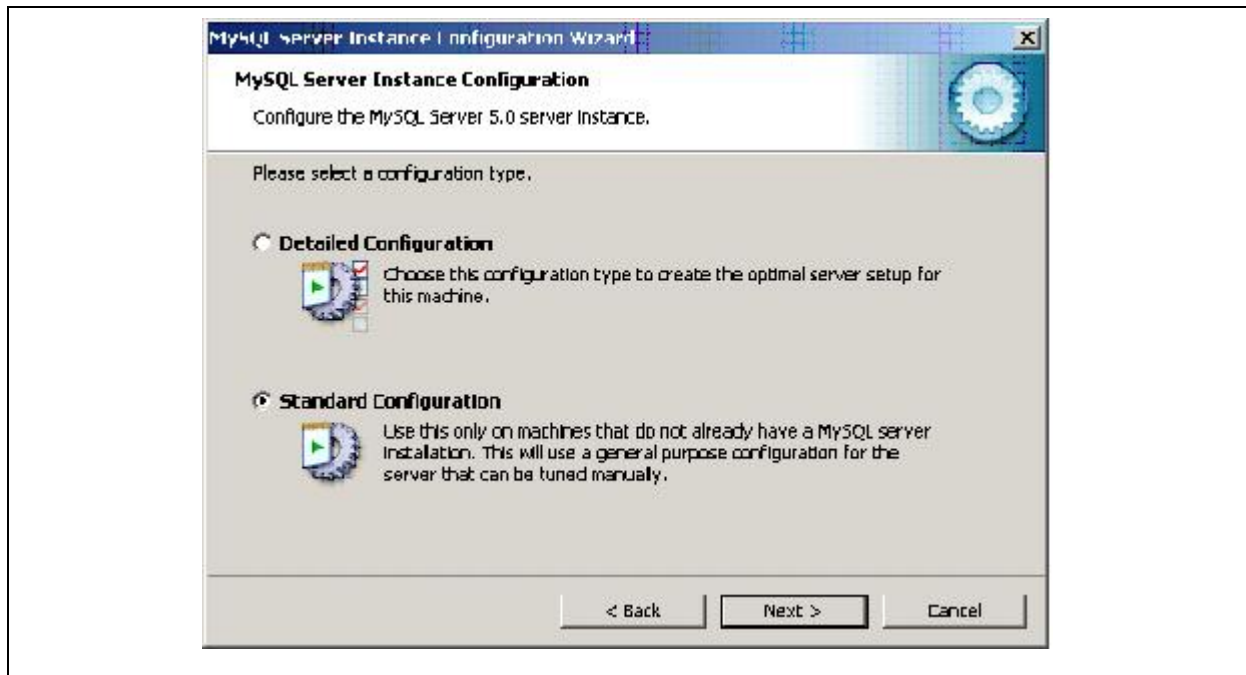 MySQL Server Instance Configuration Wizard
MySQL Server Instance Configuration
Configure the MySQL Server 5.0 server instance.
Please select a configuration type.
Detailed Configuration
Choose this configuration type to create the optimal server setup for
this machine.
Standard Configuration
Use this only on machines that do not already have a MySQL server
installation. This will use a general purpose configuration for the
server that can be tuned manually.
< Back
Next >
Cancel